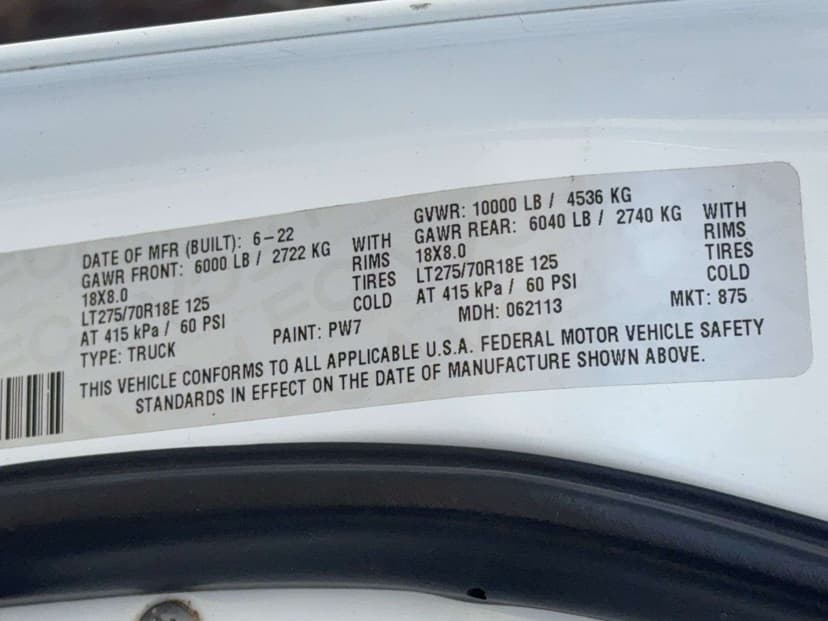 DATE OF MFR (BUILT): 6-22 GVWR: 10000 LB / 4536 KG
GAWR FRONT: 6000 LB / 2722 KG WITH GAWR REAR: 6040 LB / 2740 KG WITH
18X8.0 RIMS 18X8.0 RIMS
LT275/70R18E 125 TIRES LT275/70R18E 125 TIRES
AT 415 kPa / 60 PSI COLD AT 415 kPa / 60 PSI COLD
TYPE: TRUCK PAINT: PW7 MDH: 062113 MKT: 875
THIS VEHICLE CONFORMS TO ALL APPLICABLE U.S.A. FEDERAL MOTOR VEHICLE SAFETY
STANDARDS IN EFFECT ON THE DATE OF MANUFACTURE SHOWN ABOVE.